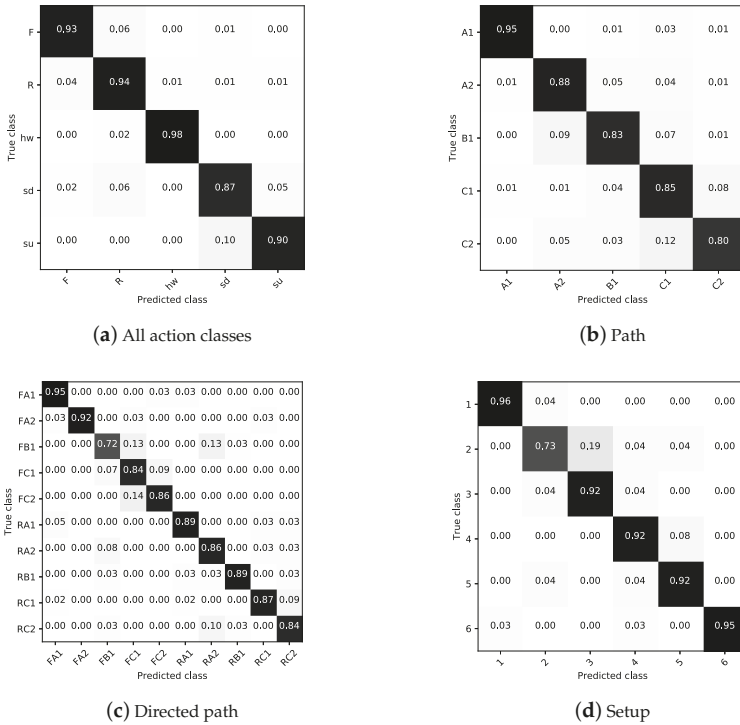 F 0.93 0.06 0.00 0.01 0.00
R 0.04 0.94 0.01 0.01 0.01
hw 0.00 0.02 0.98 0.00 0.00
sd 0.02 0.06 0.00 0.87 0.05
su 0.00 0.00 0.00 0.10 0.90
True class
F R hw sd su
Predicted class
(a) All action classes
A1 0.95 0.00 0.01 0.03 0.01
A2 0.01 0.88 0.05 0.04 0.01
B1 0.00 0.09 0.83 0.07 0.01
C1 0.01 0.01 0.04 0.85 0.08
C2 0.00 0.05 0.03 0.12 0.80
True class
A1 A2 B1 C1 C2
Predicted class
(b) Path
FA1 0.95 0.00 0.00 0.00 0.03 0.03 0.00 0.00 0.00 0.00
FA2 0.03 0.92 0.00 0.03 0.00 0.00 0.03 0.00 0.00 0.00
FB1 0.00 0.00 0.72 0.13 0.00 0.00 0.13 0.03 0.00 0.00
FC1 0.00 0.00 0.07 0.84 0.09 0.00 0.00 0.00 0.00 0.00
FC2 0.00 0.00 0.00 0.14 0.86 0.00 0.00 0.00 0.00 0.00
RA1 0.05 0.00 0.00 0.00 0.00 0.89 0.00 0.00 0.03 0.03
RA2 0.00 0.00 0.08 0.00 0.00 0.00 0.86 0.00 0.03 0.03
RB1 0.00 0.00 0.03 0.00 0.00 0.03 0.03 0.89 0.00 0.03
RC1 0.02 0.00 0.00 0.00 0.00 0.02 0.00 0.00 0.87 0.09
RC2 0.00 0.00 0.03 0.00 0.00 0.00 0.10 0.03 0.00 0.84
True class
FA1 FA2 FB1 FC1 FC2 RA1 RA2 RB1 RC1 RC2
Predicted class
(c) Directed path
1 0.96 0.04 0.00 0.00 0.00 0.00
2 0.00 0.73 0.19 0.04 0.04 0.00
3 0.00 0.04 0.92 0.04 0.00 0.00
4 0.00 0.00 0.00 0.92 0.08 0.00
5 0.00 0.04 0.00 0.04 0.92 0.00
6 0.03 0.00 0.00 0.03 0.00 0.95
True class
1 2 3 4 5 6
Predicted class
(d) Setup